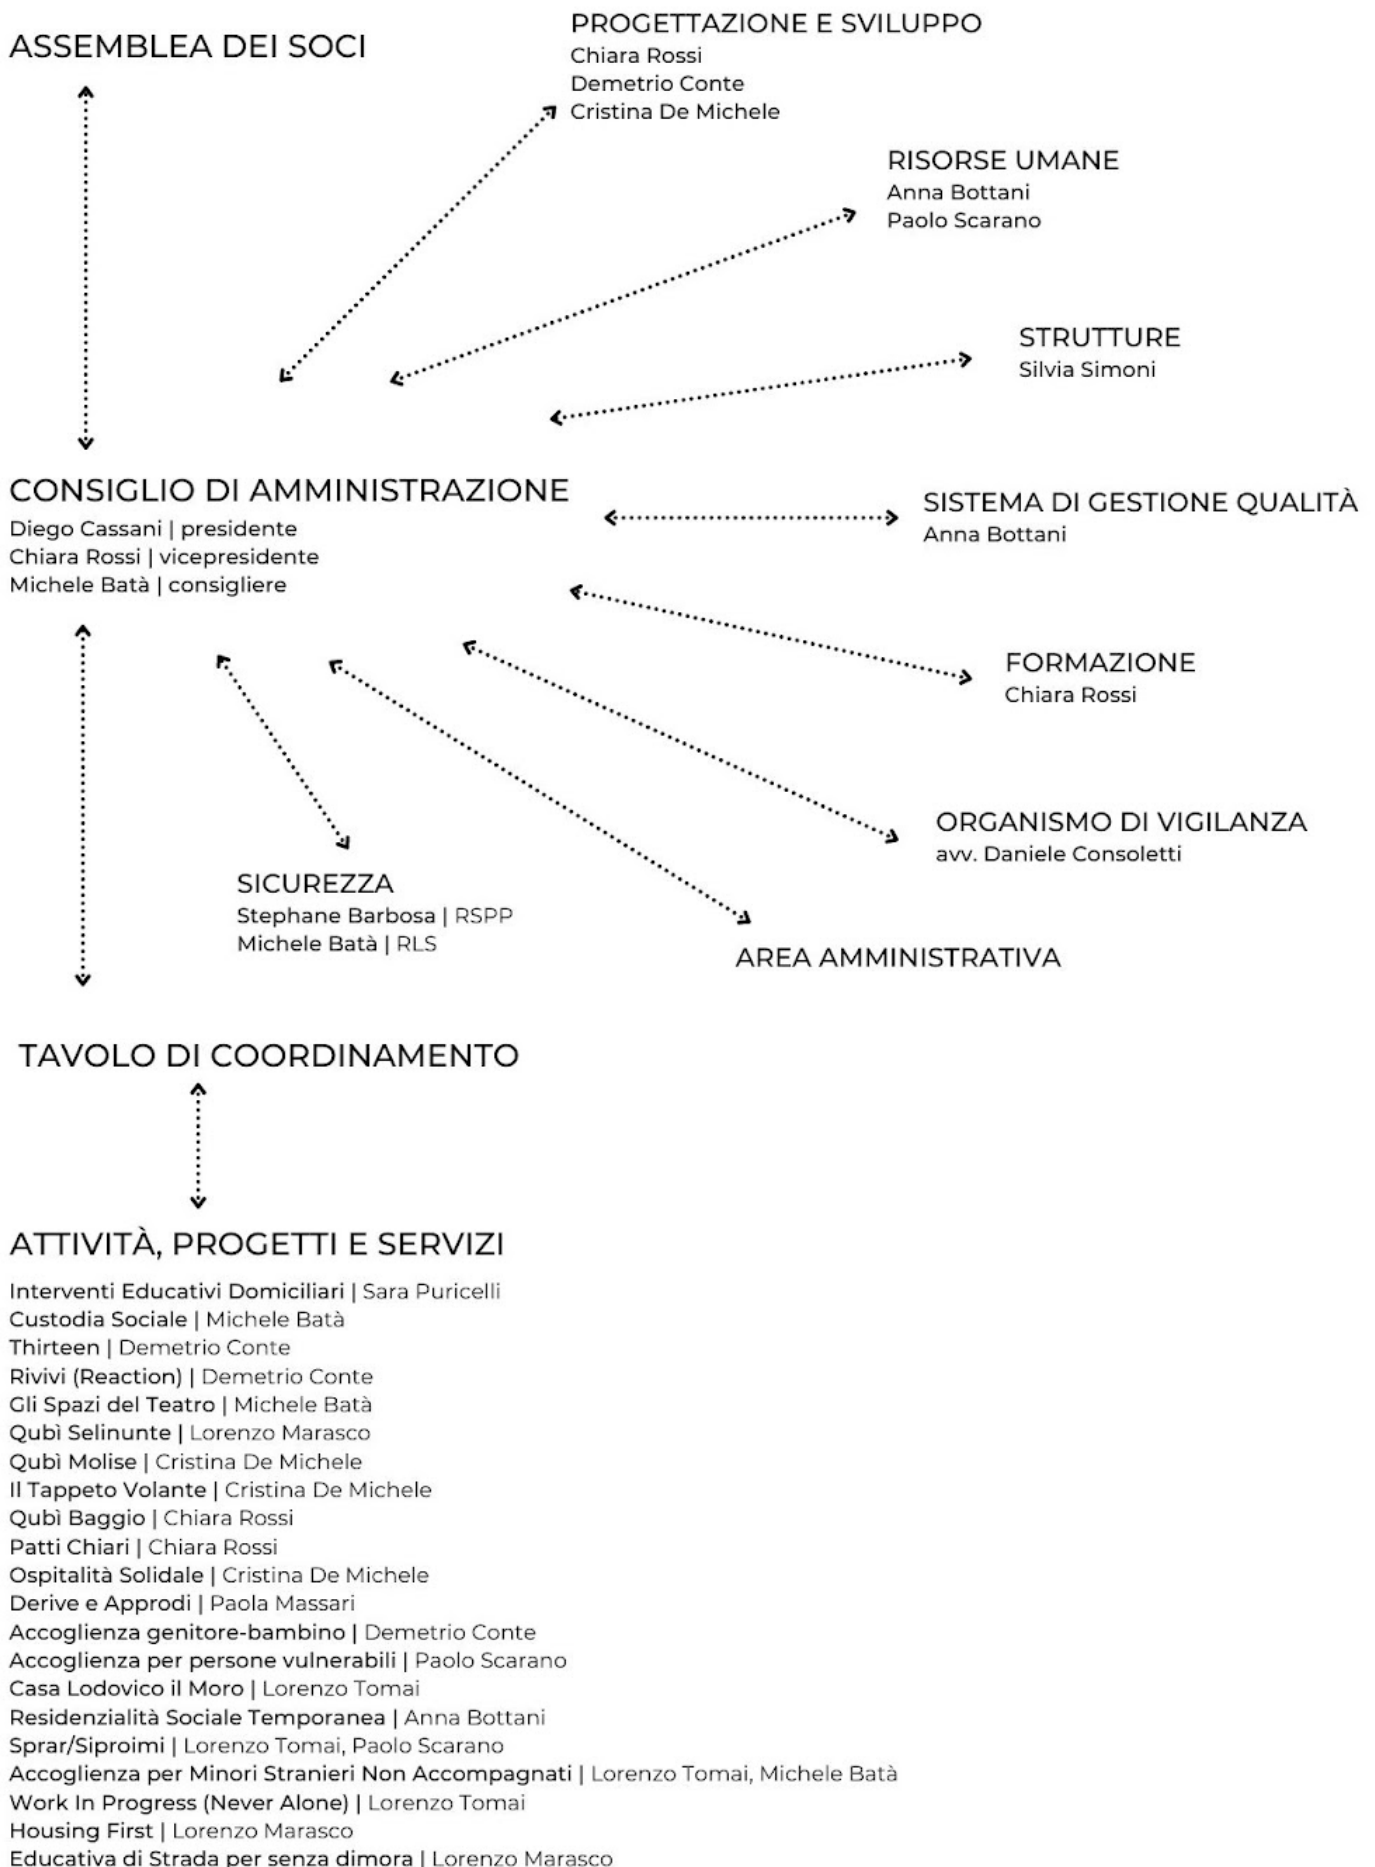 ASSEMBLEA DEI SOCI
PROGETTAZIONE E SVILUPPO
Chiara Rossi
Demetrio Conte
Cristina De Michele
RISORSE UMANE
Anna Bottani
Paolo Scarano
STRUTTURE
Silvia Simoni
CONSIGLIO DI AMMINISTRAZIONE
Diego Cassani | presidente
Chiara Rossi | vicepresidente
Michele Batà | consigliere
SISTEMA DI GESTIONE QUALITÀ
Anna Bottani
FORMAZIONE
Chiara Rossi
ORGANISMO DI VIGILANZA
avv. Daniele Consoletti
SICUREZZA
Stephane Barbosa | RSPP
Michele Batà | RLS
AREA AMMINISTRATIVA
TAVOLO DI COORDINAMENTO
ATTIVITÀ, PROGETTI E SERVIZI
Interventi Educativi Domiciliari | Sara Puricelli
Custodia Sociale | Michele Batà
Thirteen | Demetrio Conte
Rivivi (Reaction) | Demetrio Conte
Gli Spazi del Teatro | Michele Batà
Qubì Selinunte | Lorenzo Marasco
Qubì Molise | Cristina De Michele
Il Tappeto Volante | Cristina De Michele
Qubì Baggio | Chiara Rossi
Patti Chiari | Chiara Rossi
Ospitalità Solidale | Cristina De Michele
Derive e Approdi | Paola Massari
Accoglienza genitore-bambino | Demetrio Conte
Accoglienza per persone vulnerabili | Paolo Scarano
Casa Lodovico il Moro | Lorenzo Tomai
Residenzialità Sociale Temporanea | Anna Bottani
Sprar/Siproimi | Lorenzo Tomai, Paolo Scarano
Accoglienza per Minori Stranieri Non Accompagnati | Lorenzo Tomai, Michele Batà
Work In Progress (Never Alone) | Lorenzo Tomai
Housing First | Lorenzo Marasco
Educativa di Strada per senza dimora | Lorenzo Marasco